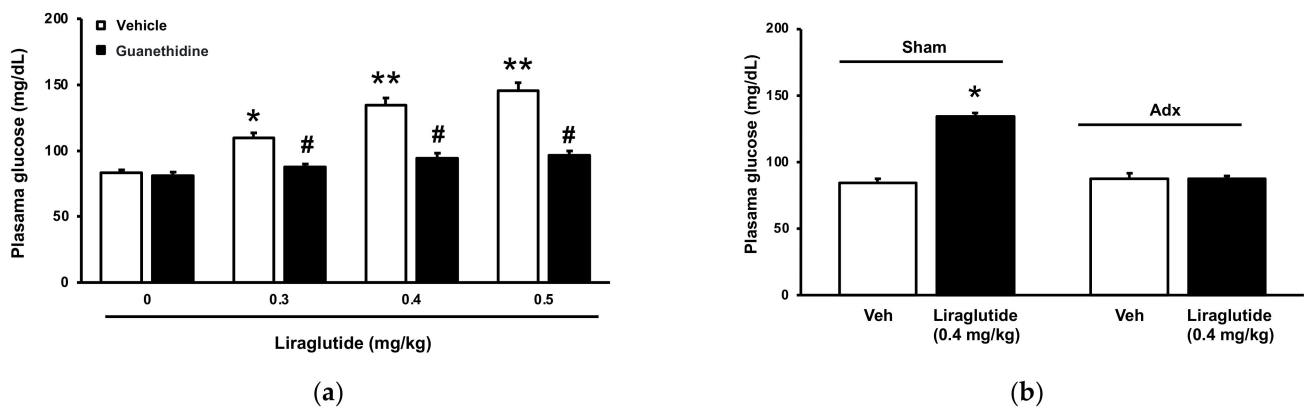 Plasama glucose (mg/dL)
200
150
100
50
0
Vehicle
Guanethidine
*
#
**
#
**
#
0 0.3 0.4 0.5
Liraglutide (mg/kg)
(a)
Plasama glucose (mg/dL)
200
150
100
50
0
Sham
*
Adx
Veh Liraglutide Veh Liraglutide
(0.4 mg/kg) (0.4 mg/kg)
(b)